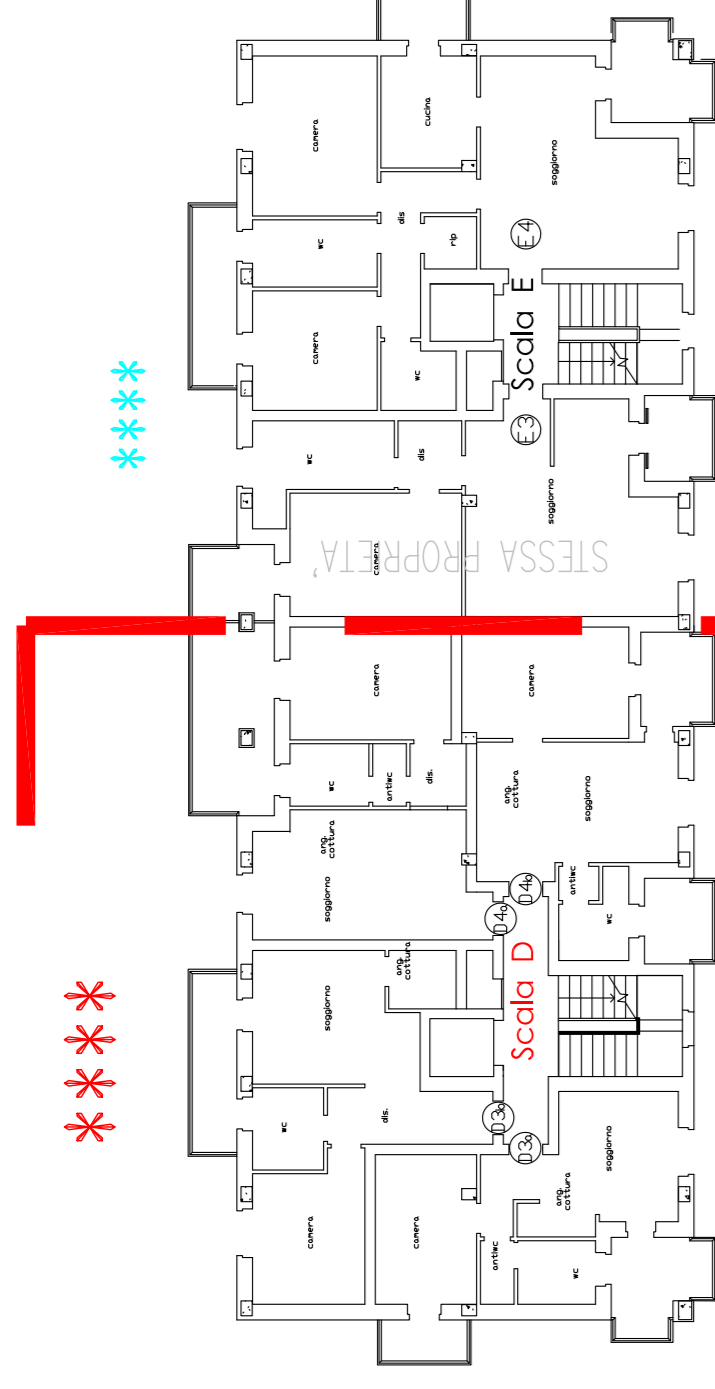 camera
cucina
soggiorno
wc
dis
rip
E4
camera
wc
Scala E
E3
wc
dis
soggiorno
camera
STESSA PROPRIETA'
camera
camera
wc
antiwc
dis.
ang.
cottura
soggiorno
ang.
cottura
soggiorno
antiwc
wc
D4b
D4a
Scala D
ang.
cottura
soggiorno
wc
dis.
D3b
D3a
soggiorno
ang.
cottura
camera
camera
antiwc
wc
****
****